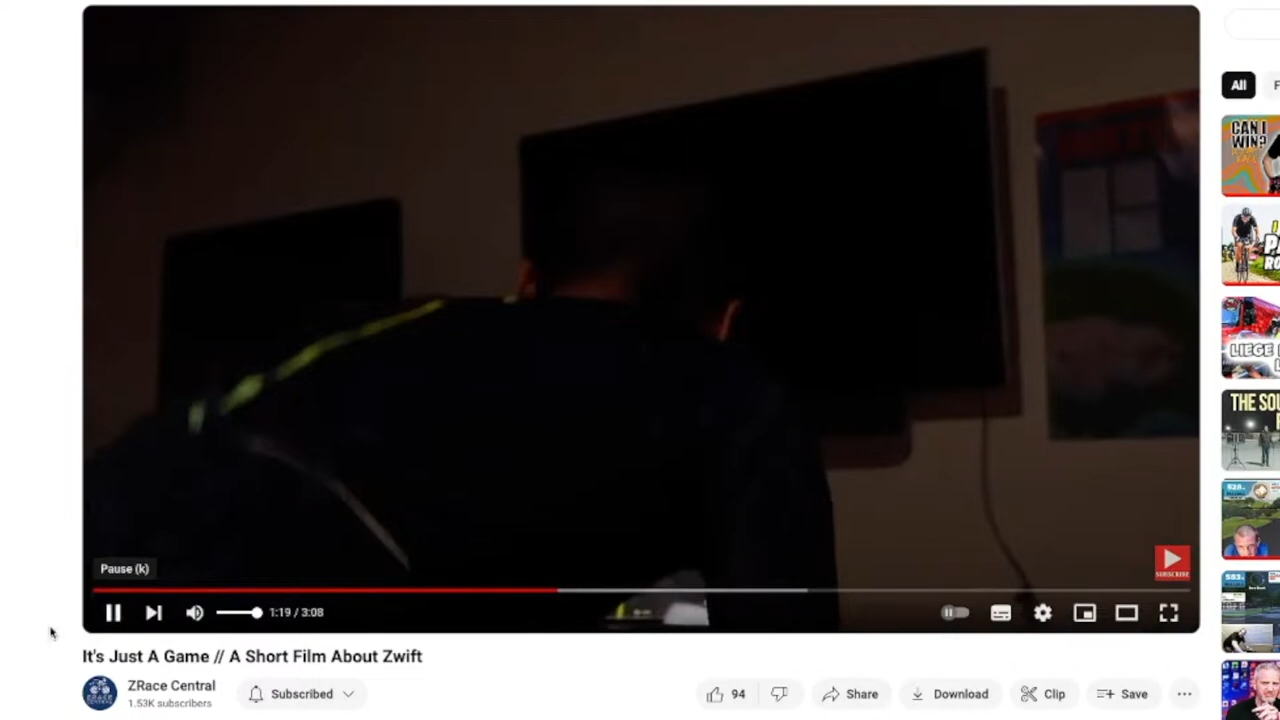 All
CAN I
WIN?
LIEGE
THE SOU
SUBSCRIBE
Pause (k)
1:19 / 3:08
It's Just A Game // A Short Film About Zwift
ZRace Central
1.53K subscribers
Subscribed
94
Share
Download
Clip
Save